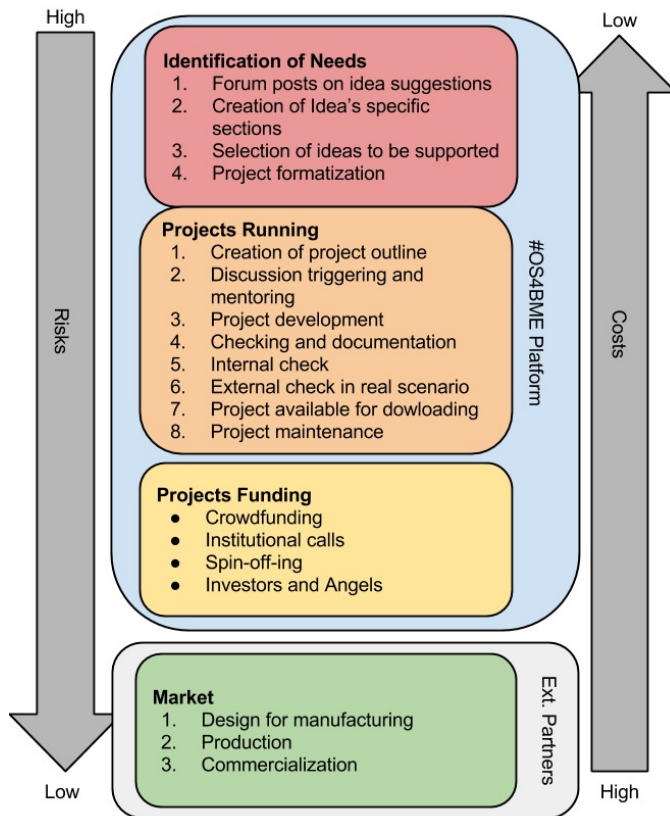 High
Low
Identification of Needs
1. Forum posts on idea suggestions
2. Creation of Idea's specific
sections
3. Selection of ideas to be supported
4. Project formatization
Projects Running
1. Creation of project outline
2. Discussion triggering and
mentoring
3. Project development
4. Checking and documentation
5. Internal check
6. External check in real scenario
7. Project available for dowloading
8. Project maintenance
Projects Funding
● Crowdfunding
● Institutional calls
● Spin-off-ing
● Investors and Angels
#OS4BME Platform
Risks
Costs
Market
1. Design for manufacturing
2. Production
3. Commercialization
Ext. Partners
Low
High